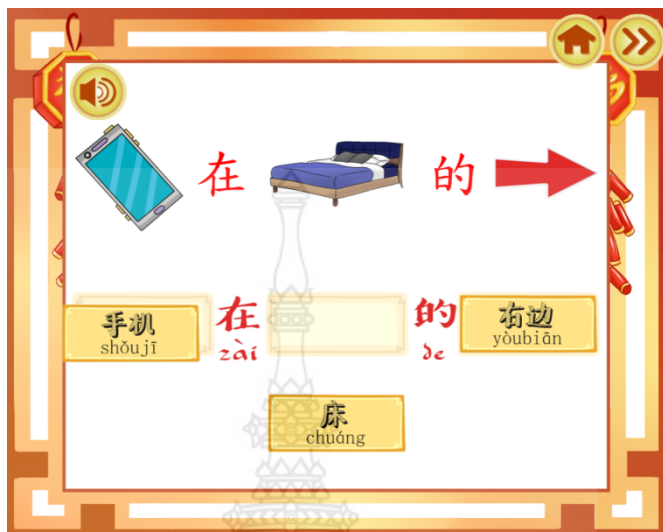 在 的
手机 在 的 右边
shǒujī zài de yòubiān
床
chuáng